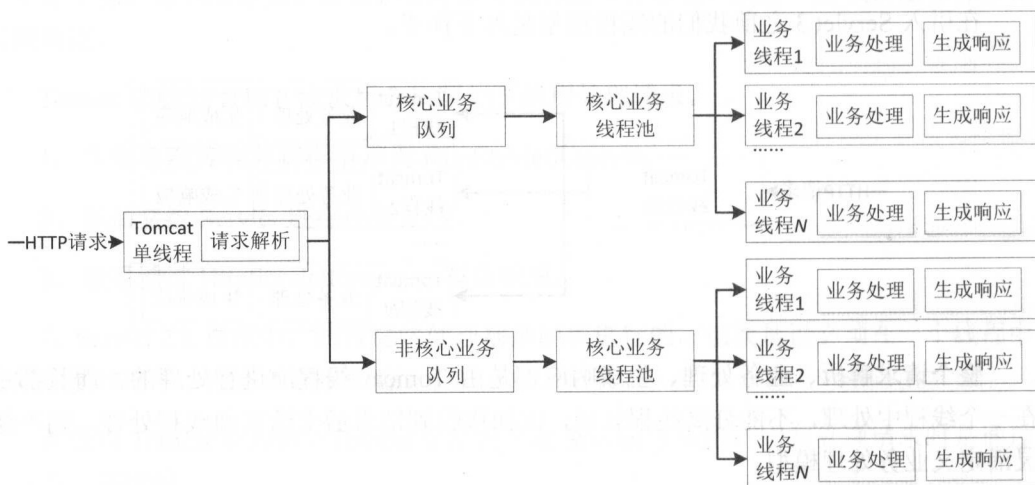 HTTP请求
Tomcat
单线程
请求解析
核心业务
队列
核心业务
线程池
业务
线程1
业务处理
生成响应
业务
线程2
......
业务处理
生成响应
业务
线程N
业务处理
生成响应
非核心业务
队列
核心业务
线程池
业务
线程1
业务处理
生成响应
业务
线程2
......
业务处理
生成响应
业务
线程N
业务处理
生成响应